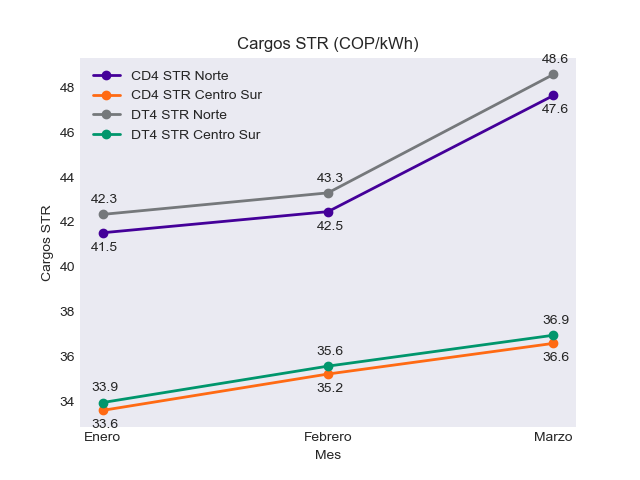 Cargos STR (COP/kWh)
CD4 STR Norte
CD4 STR Centro Sur
DT4 STR Norte
DT4 STR Centro Sur
Cargos STR
48
46
44
42
40
38
36
34
42.3
43.3
48.6
41.5
42.5
47.6
33.9
35.6
36.9
33.6
35.2
36.6
Enero
Febrero
Marzo
Mes